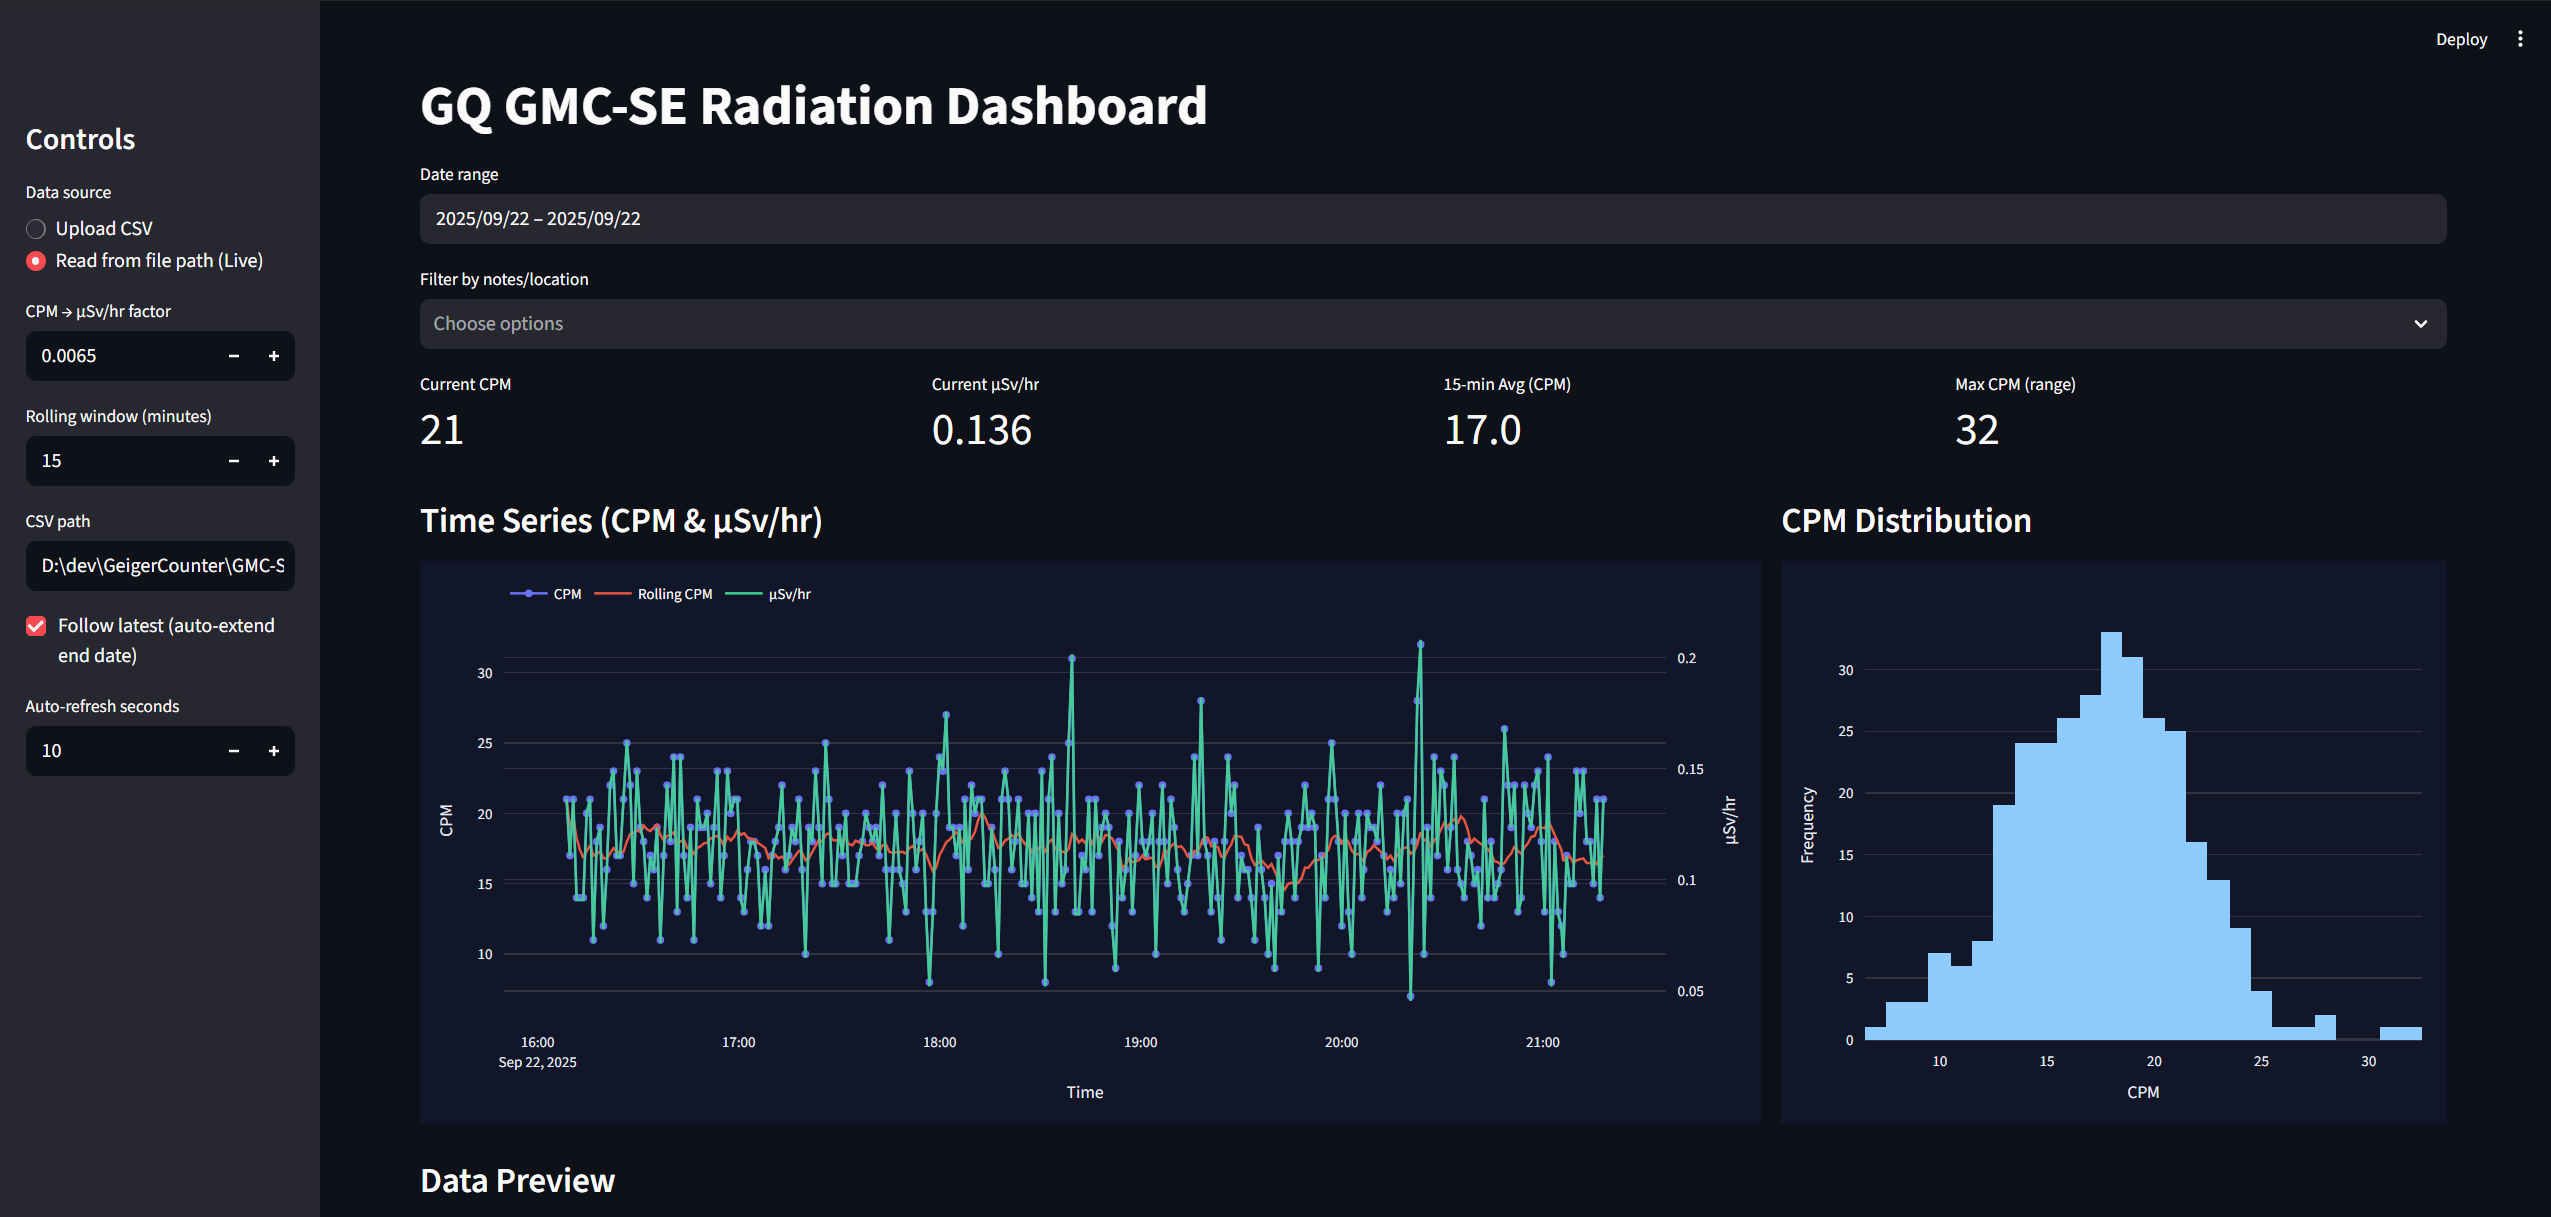 Deploy
Controls
Data source
Upload CSV
Read from file path (Live)
CPM → μSv/hr factor
0.0065
Rolling window (minutes)
15
CSV path
D:\dev\GeigerCounter\GMC-S
Follow latest (auto-extend
end date)
Auto-refresh seconds
10
GQ GMC-SE Radiation Dashboard
Date range
2025/09/22 – 2025/09/22
Filter by notes/location
Choose options
Current CPM
21
Current μSv/hr
0.136
15-min Avg (CPM)
17.0
Max CPM (range)
32
Time Series (CPM & μSv/hr)
CPM Rolling CPM μSv/hr
30
25
20
15
10
CPM
0.2
0.15
0.1
0.05
μSv/hr
16:00 17:00 18:00 19:00 20:00 21:00
Sep 22, 2025
Time
CPM Distribution
30
25
20
15
10
5
0
Frequency
10 15 20 25 30
CPM
Data Preview